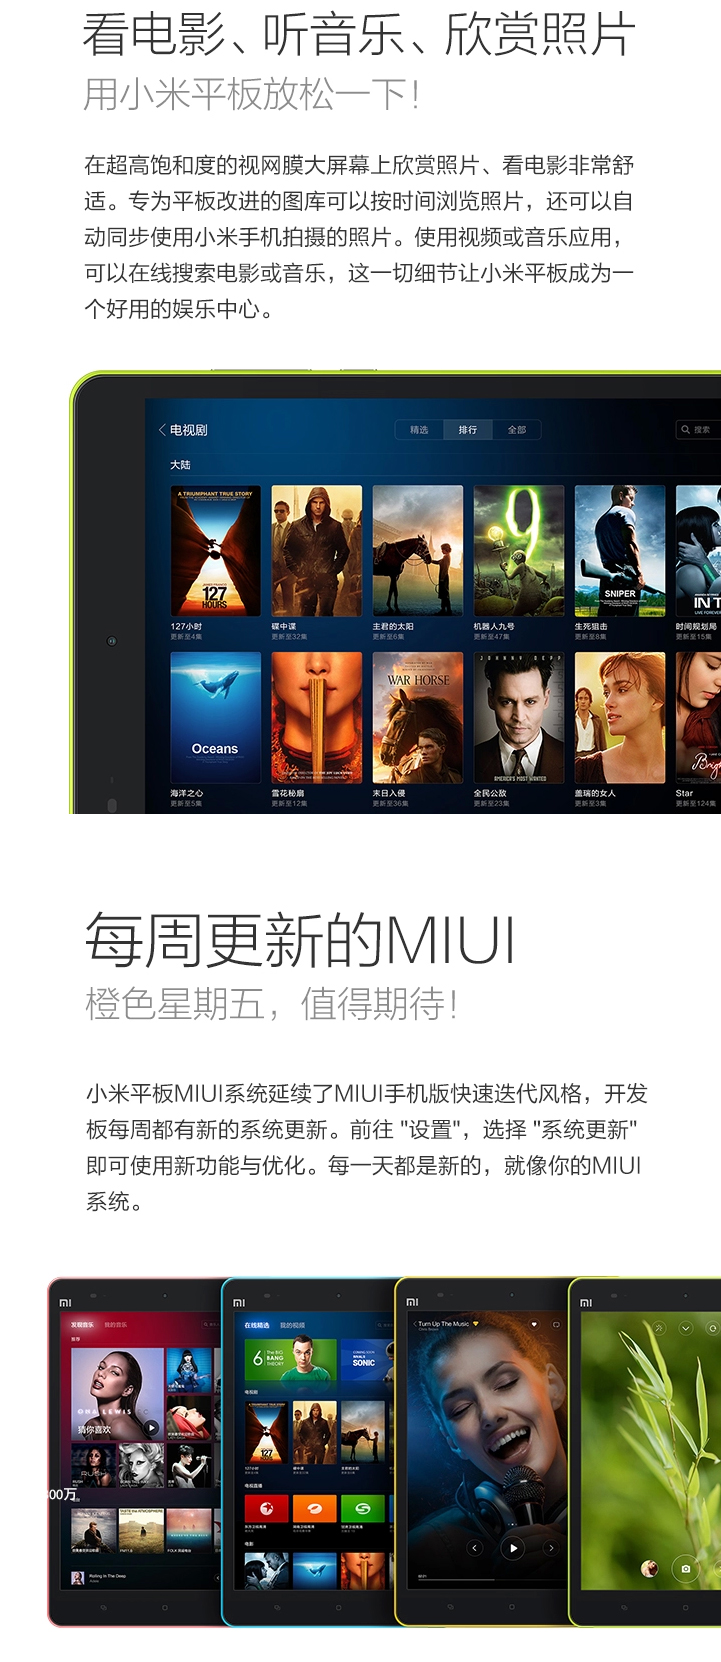 看电影、听音乐、欣赏照片
用小米平板放松一下！
在超高饱和度的视网膜大屏幕上欣赏照片、看电影非常舒
适。专为平板改进的图库可以按时间浏览照片，还可以自
动同步使用小米手机拍摄的照片。使用视频或音乐应用，
可以在线搜索电影或音乐，这一切细节让小米平板成为一
个好用的娱乐中心。
电视剧 精选 排行 全部 搜索
大陆
A TRIUMPHANT TRUE STORY
127 HOURS
SNIPER
IN T
127小时 碟中谍 主君的太阳 机器人九号 生死狙击 时间规划局
更新至4集 更新至32集 更新至6集 更新至47集 更新至8集 更新至15集
JOHNNY DEPP
WAR HORSE
Oceans
AMERICA'S MOST WANTED
海洋之心 雪花秘扇 末日入侵 全民公敌 盖瑞的女人 Star
更新至5集 更新至12集 更新至36集 更新至23集 更新至3集 更新至124集
每周更新的MIUI
橙色星期五，值得期待！
小米平板MIUI系统延续了MIUI手机版快速迭代风格，开发
板每周都有新的系统更新。前往 "设置"，选择 "系统更新"
即可使用新功能与优化。每一天都是新的，就像你的MIUI
系统。
发现音乐 我的音乐
猜你喜欢
00万
Rolling In The Deep
在线精选 我的视频
6 THE BIG BANG THEORY
SONIC
电视剧
127
127小时 碟中谍 主君的太阳
电视直播
电影
Turn Up The Music